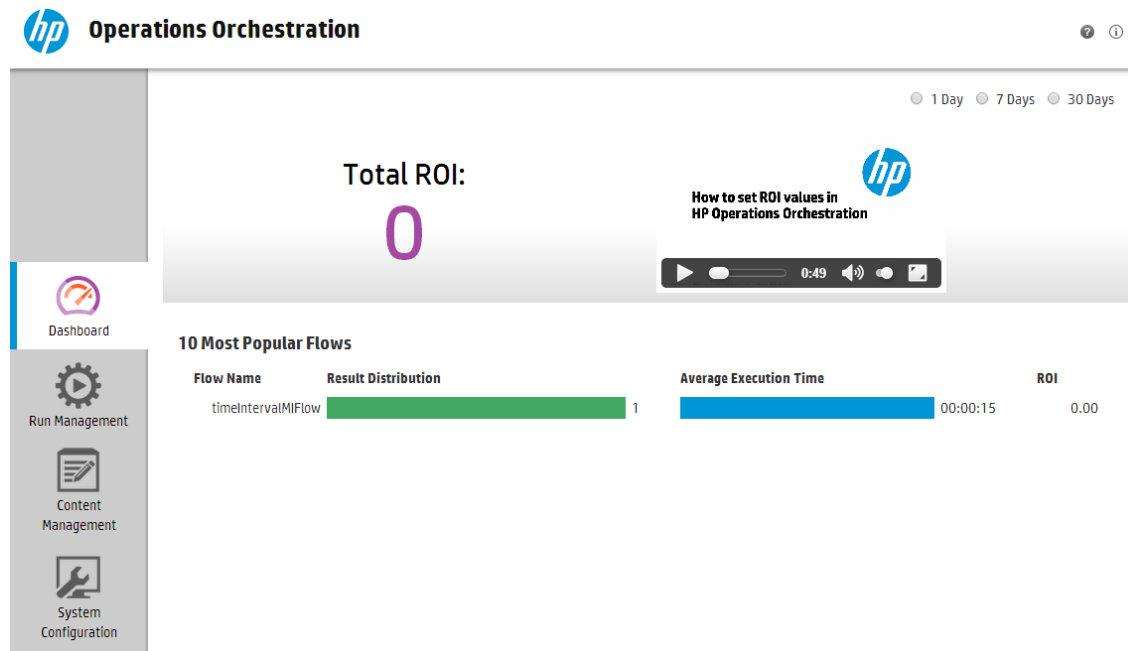 hp Operations Orchestration
1 Day 7 Days 30 Days
Total ROI:
0
hp
How to set ROI values in
HP Operations Orchestration
0:49
Dashboard
Run Management
Content
Management
System
Configuration
10 Most Popular Flows
Flow Name Result Distribution Average Execution Time ROI
timeIntervalMIFlow 1 00:00:15 0.00